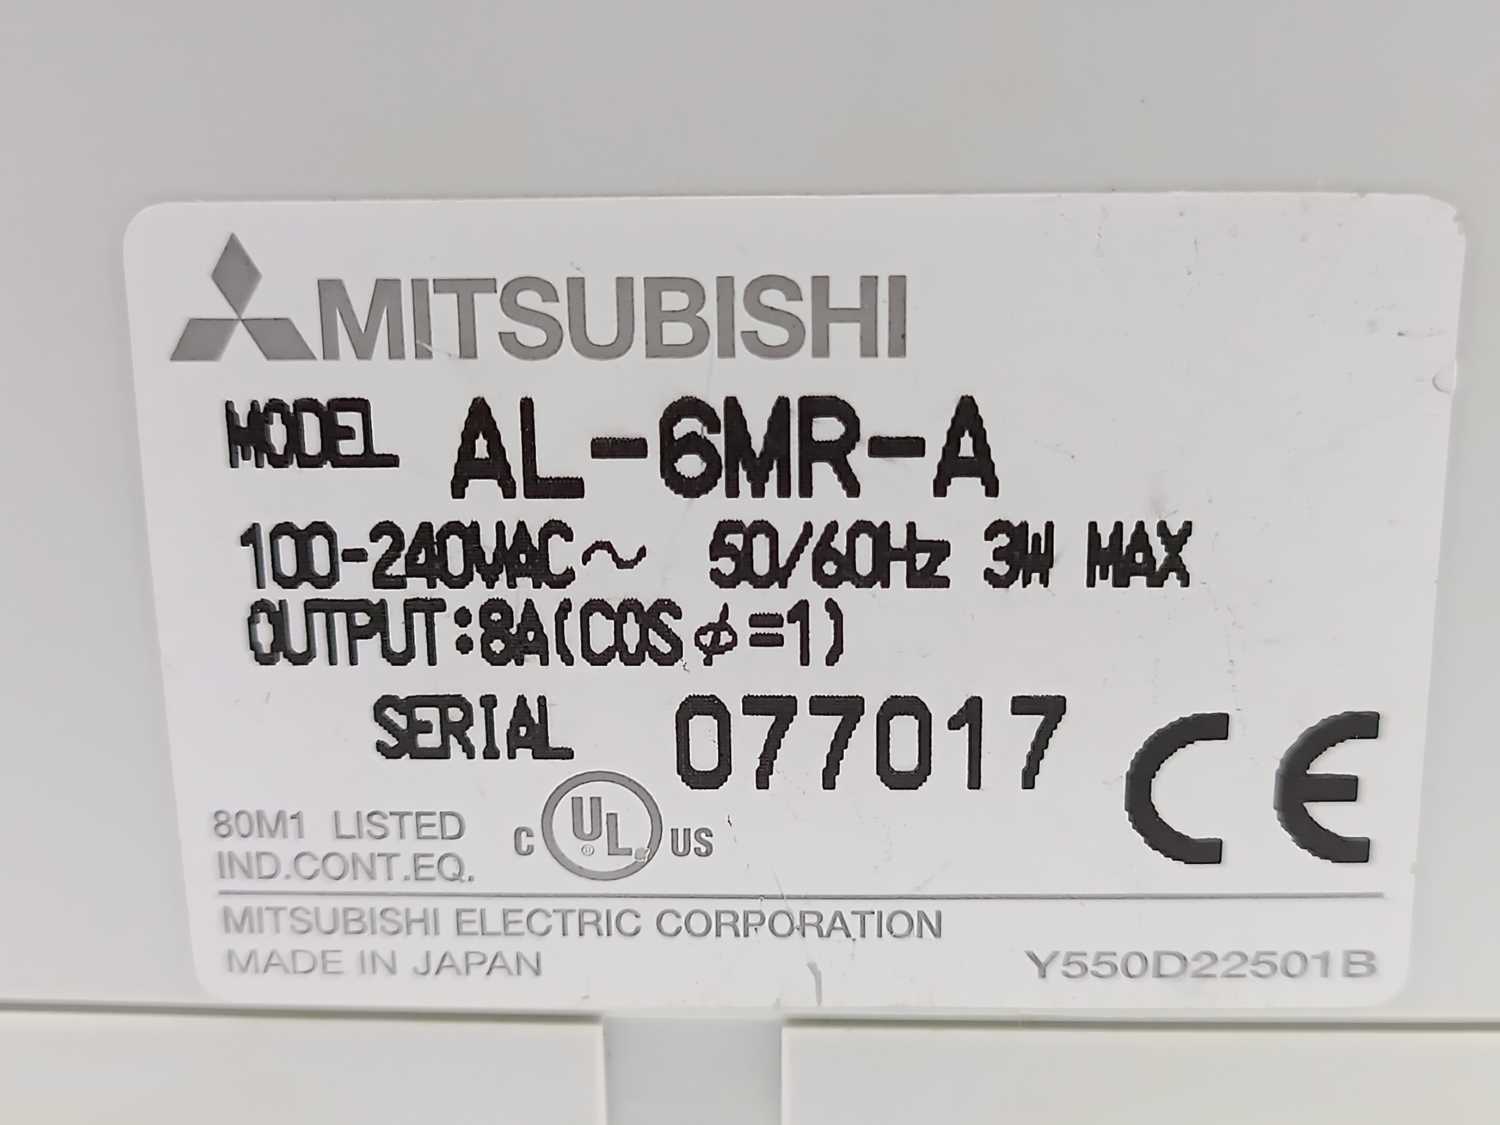 MITSUBISHI
MODEL AL-6MR-A
100-240VAC~ 50/60Hz 3W MAX
OUTPUT:8A(COSφ=1)
SERIAL 077017
CE
80M1 LISTED
IND.CONT.EQ.
C UL® US
MITSUBISHI ELECTRIC CORPORATION
MADE IN JAPAN Y550D22501B